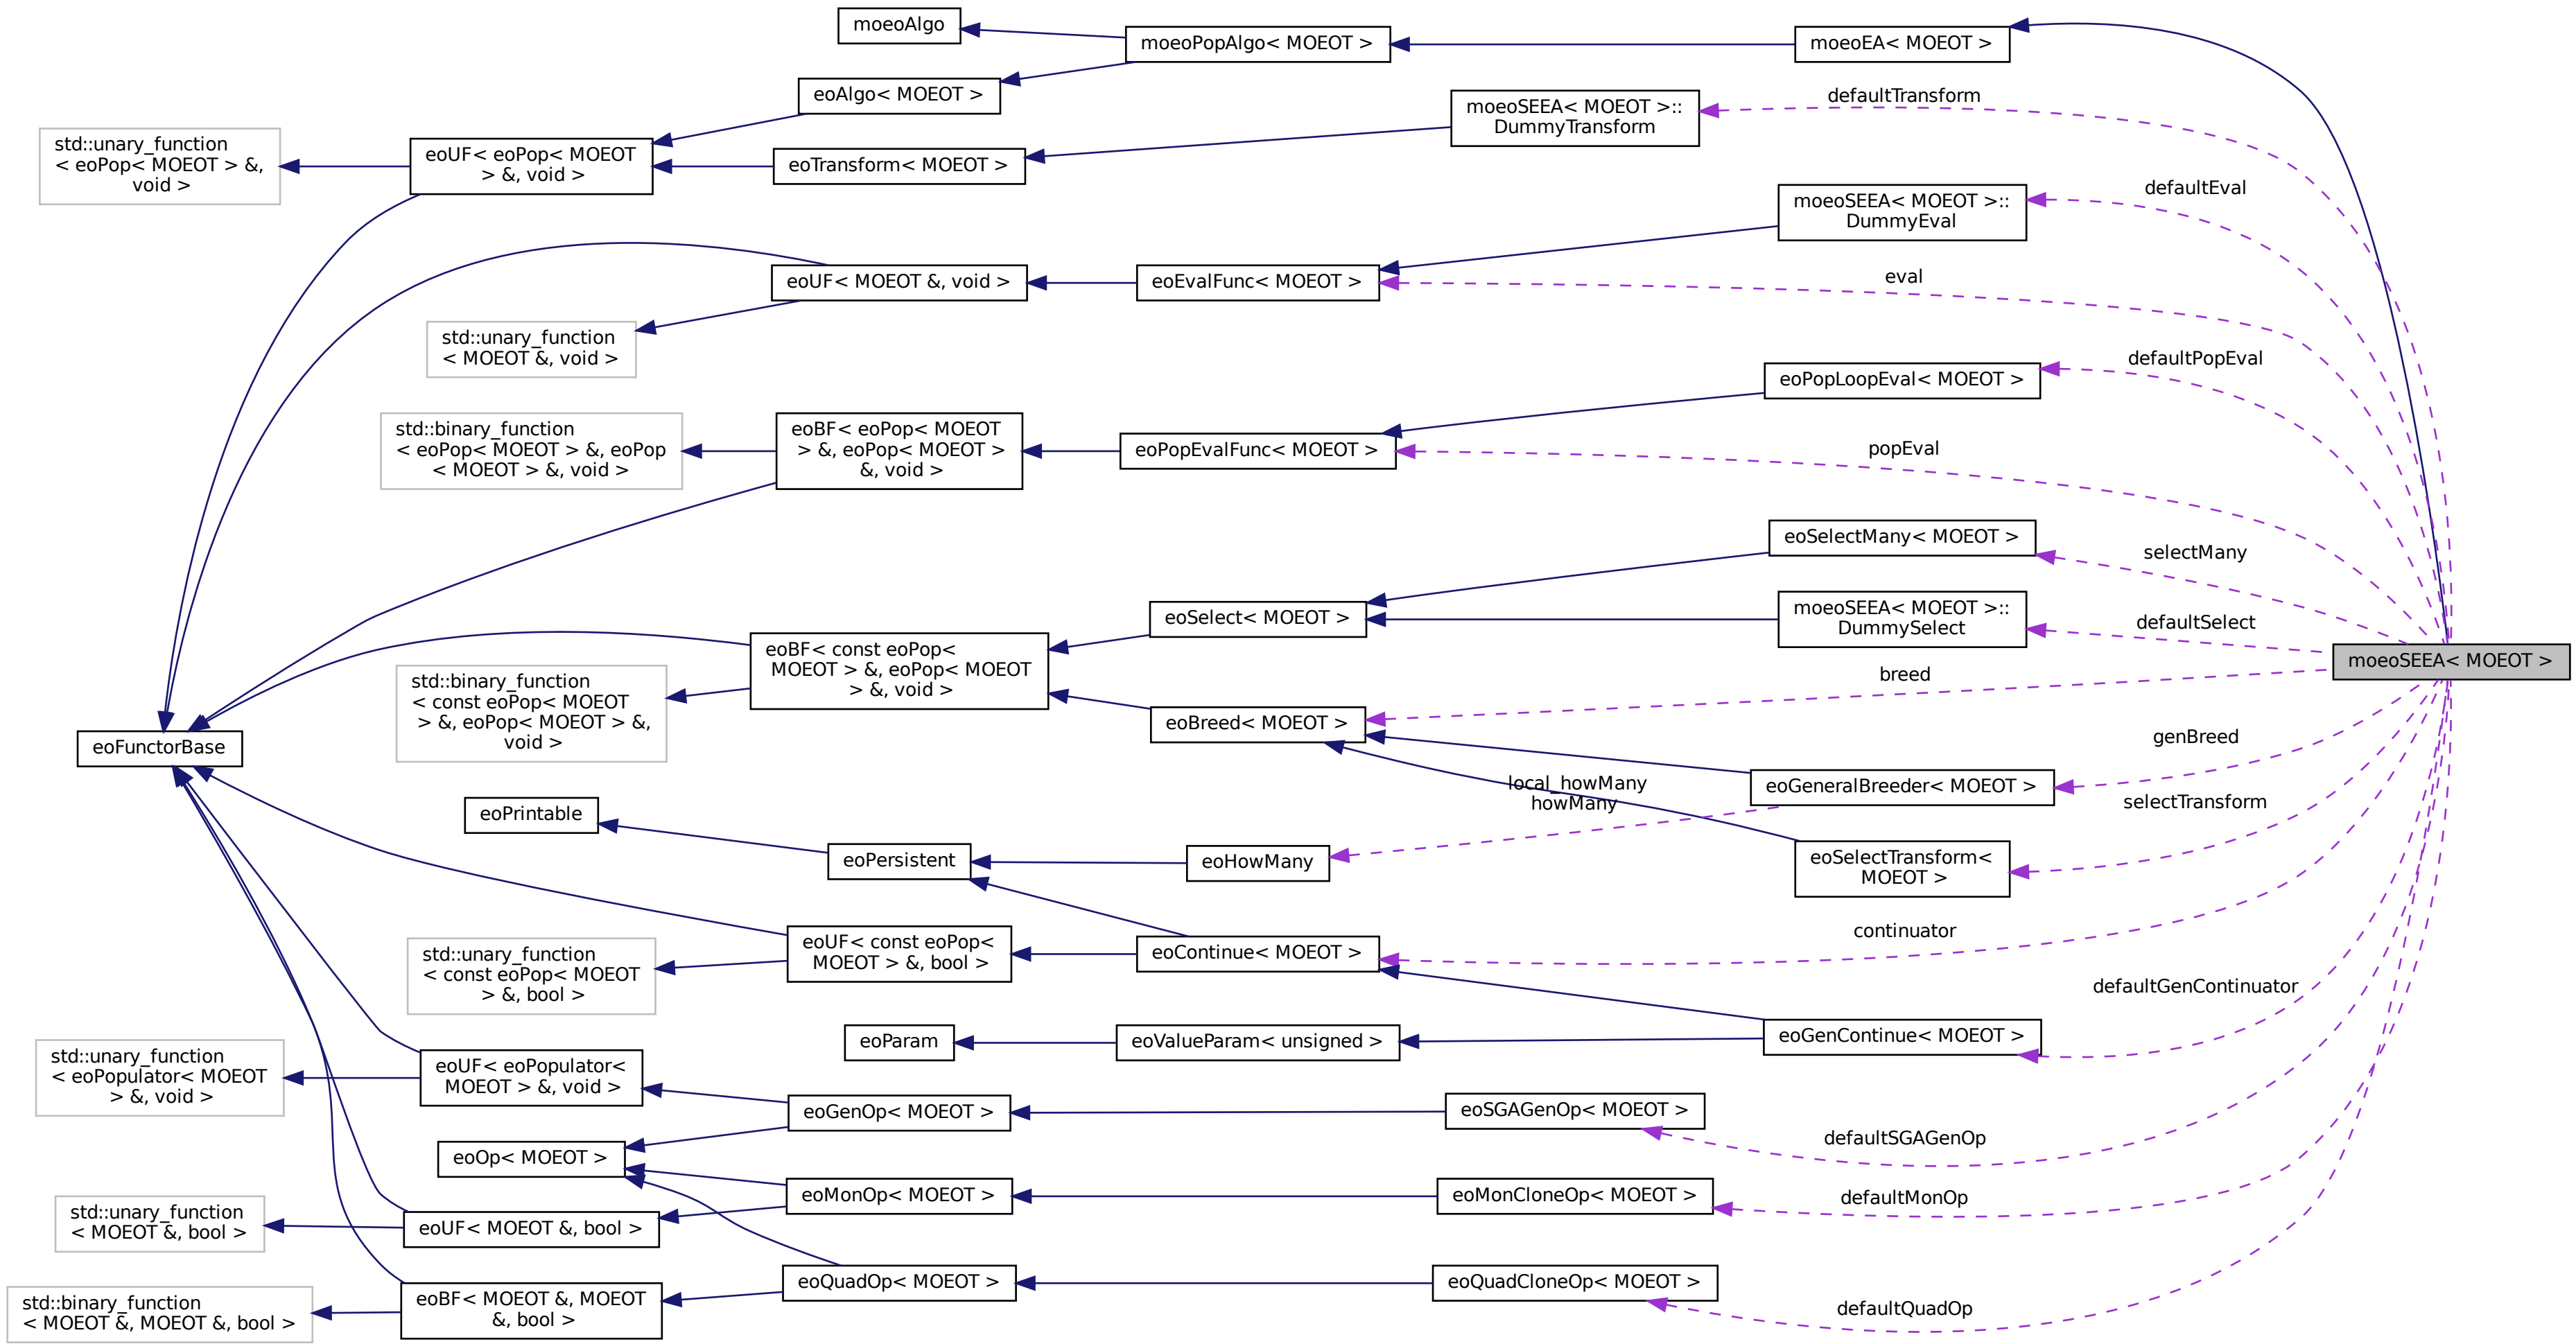 moeoAlgo
moeoPopAlgo< MOEOT >
moeoEA< MOEOT >
eoAlgo< MOEOT >
moeoSEEA< MOEOT >::
DummyTransform
defaultTransform
std::unary_function
< eoPop< MOEOT > &,
void >
eoUF< eoPop< MOEOT
> &, void >
eoTransform< MOEOT >
moeoSEEA< MOEOT >::
DummyEval
defaultEval
eoUF< MOEOT &, void >
eoEvalFunc< MOEOT >
eval
std::unary_function
< MOEOT &, void >
eoPopLoopEval< MOEOT >
defaultPopEval
std::binary_function
< eoPop< MOEOT > &, eoPop
< MOEOT > &, void >
eoBF< eoPop< MOEOT
> &, eoPop< MOEOT >
&, void >
eoPopEvalFunc< MOEOT >
popEval
eoSelectMany< MOEOT >
selectMany
eoSelect< MOEOT >
moeoSEEA< MOEOT >::
DummySelect
defaultSelect
moeoSEEA< MOEOT >
eoBF< const eoPop<
MOEOT > &, eoPop< MOEOT
> &, void >
std::binary_function
< const eoPop< MOEOT
> &, eoPop< MOEOT > &,
void >
breed
eoBreed< MOEOT >
eoFunctorBase
genBreed
eoGeneralBreeder< MOEOT >
local_howMany
howMany
selectTransform
eoPrintable
eoPersistent
eoHowMany
eoSelectTransform<
MOEOT >
eoUF< const eoPop<
MOEOT > &, bool >
eoContinue< MOEOT >
continuator
std::unary_function
< const eoPop< MOEOT
> &, bool >
defaultGenContinuator
eoParam
eoValueParam< unsigned >
eoGenContinue< MOEOT >
std::unary_function
< eoPopulator< MOEOT
> &, void >
eoUF< eoPopulator<
MOEOT > &, void >
eoGenOp< MOEOT >
eoSGAGenOp< MOEOT >
defaultSGAGenOp
eoOp< MOEOT >
eoMonOp< MOEOT >
eoMonCloneOp< MOEOT >
defaultMonOp
std::unary_function
< MOEOT &, bool >
eoUF< MOEOT &, bool >
eoQuadOp< MOEOT >
eoQuadCloneOp< MOEOT >
defaultQuadOp
std::binary_function
< MOEOT &, MOEOT &, bool >
eoBF< MOEOT &, MOEOT
&, bool >